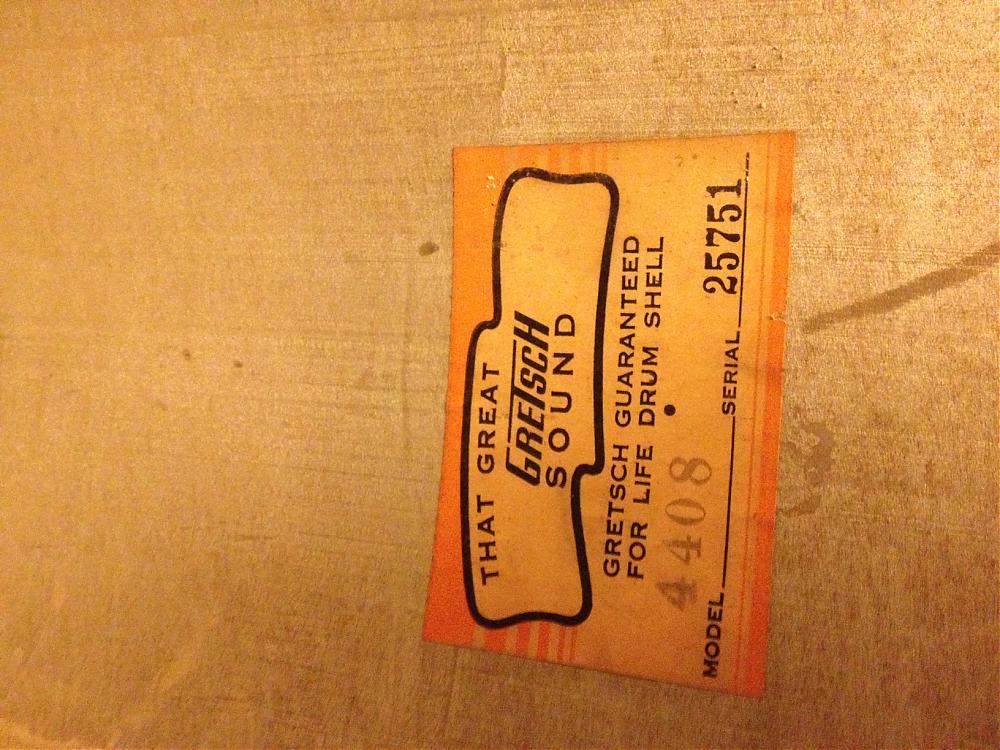 THAT GREAT
GRETSCH
SOUND
GRETSCH GUARANTEED
FOR LIFE DRUM SHELL
4408
MODEL SERIAL 25751